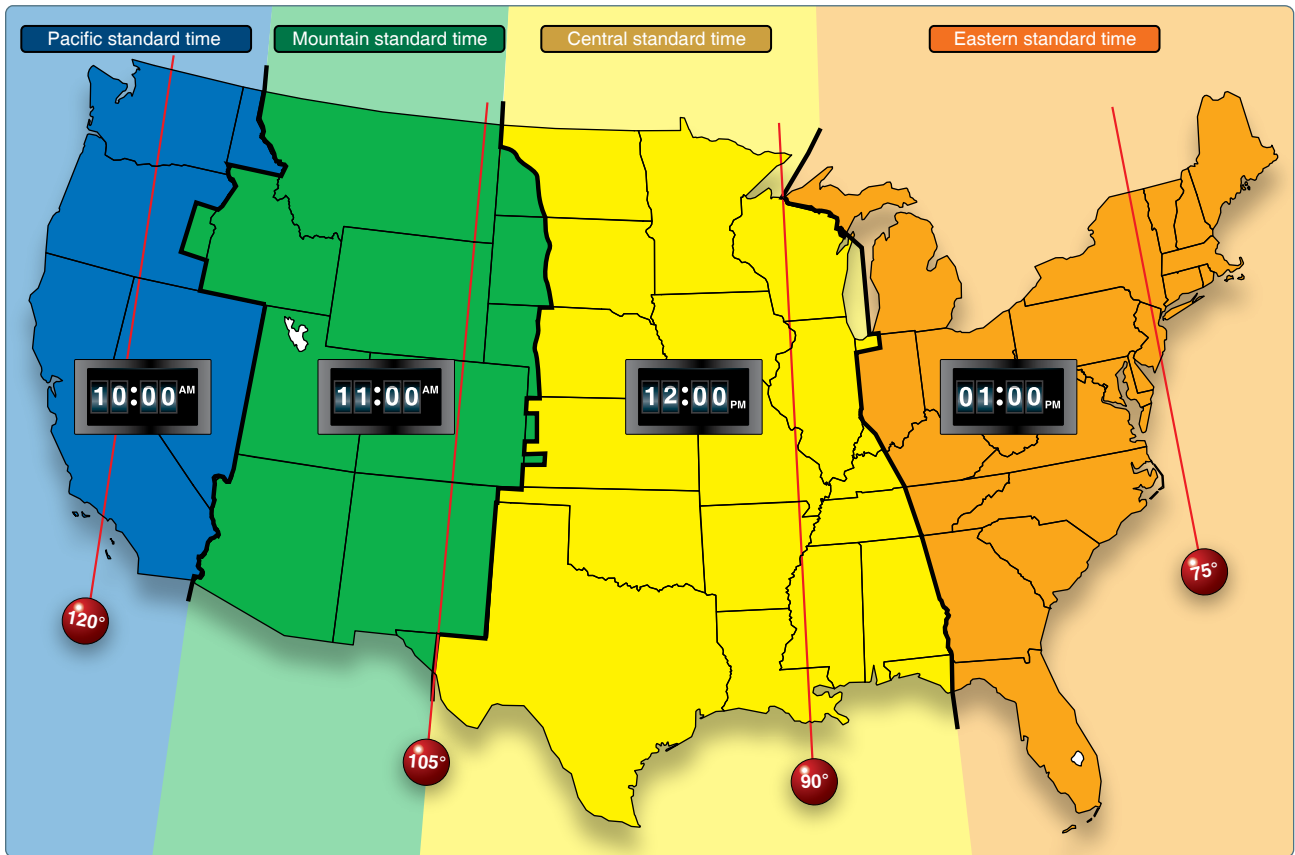 Pacific standard time
Mountain standard time
Central standard time
Eastern standard time
10:00 AM
11:00 AM
12:00 PM
01:00 PM
120°
105°
90°
75°